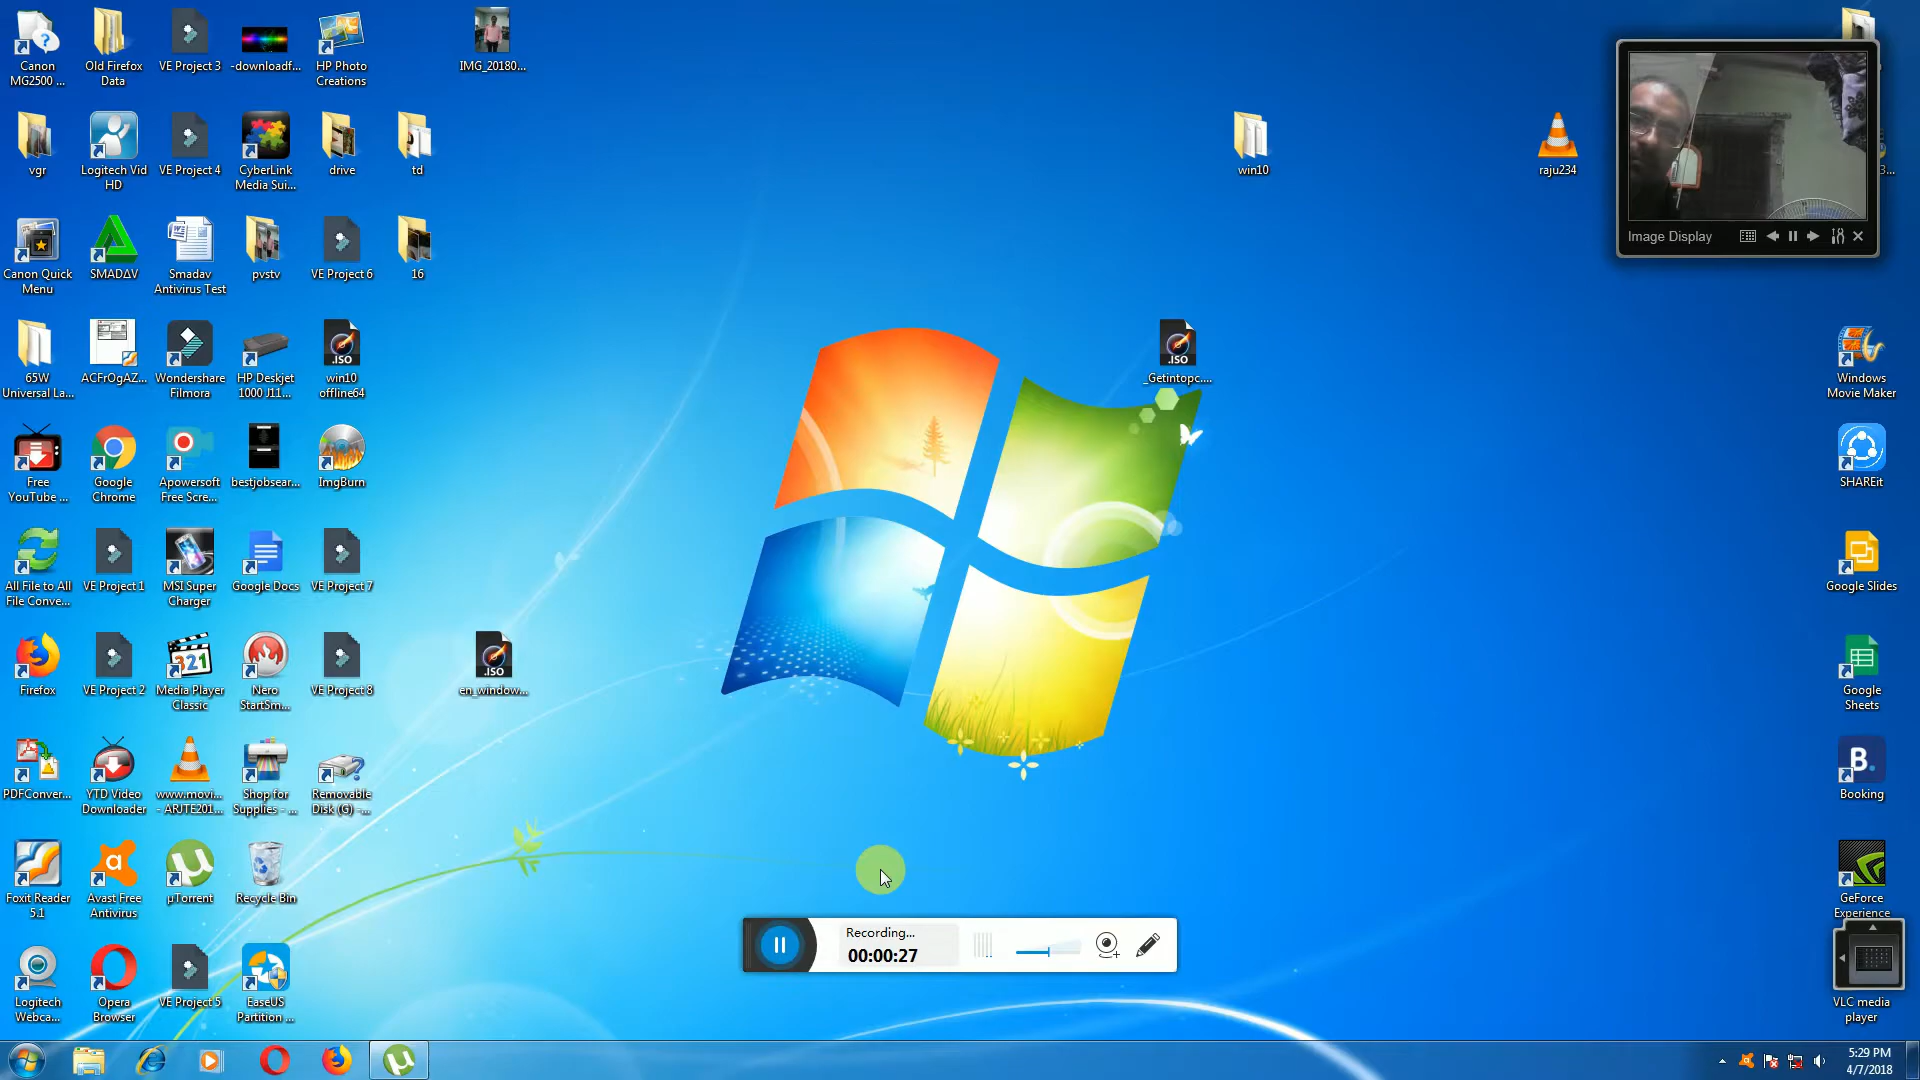 Canon
MG2500 ...
Old Firefox
Data
VE Project 3
-downloadf...
HP Photo
Creations
IMG_20180...
vgr
Logitech Vid
HD
VE Project 4
CyberLink
Media Sui...
drive
td
win10
raju234
3...
Image Display
Canon Quick
Menu
SMADΔV
Smadav
Antivirus Test
pvstv
VE Project 6
16
65W
Universal La...
ACFrOgAZ...
Wondershare
Filmora
HP Deskjet
1000 J11...
.ISO
win10
offline64
.ISO
_Getintopc....
Windows
Movie Maker
Free
YouTube ...
Google
Chrome
Apowersoft
Free Scre...
bestjobsear...
ImgBurn
SHAREit
All File to All
File Conve...
VE Project 1
MSI Super
Charger
Google Docs
VE Project 7
Google Slides
Firefox
VE Project 2
321
Media Player
Classic
Nero
StartSm...
VE Project 8
.ISO
en_window...
Google
Sheets
PDFConver...
YTD Video
Downloader
www.movi...
- ARJTE201...
Shop for
Supplies - ...
Removable
Disk (G) -...
B.
Booking
Foxit Reader
5.1
Avast Free
Antivirus
µTorrent
Recycle Bin
GeForce
Experience
Recording...
00:00:27
Logitech
Webca...
Opera
Browser
VE Project 5
EaseUS
Partition ...
VLC media
player
5:29 PM
4/7/2018